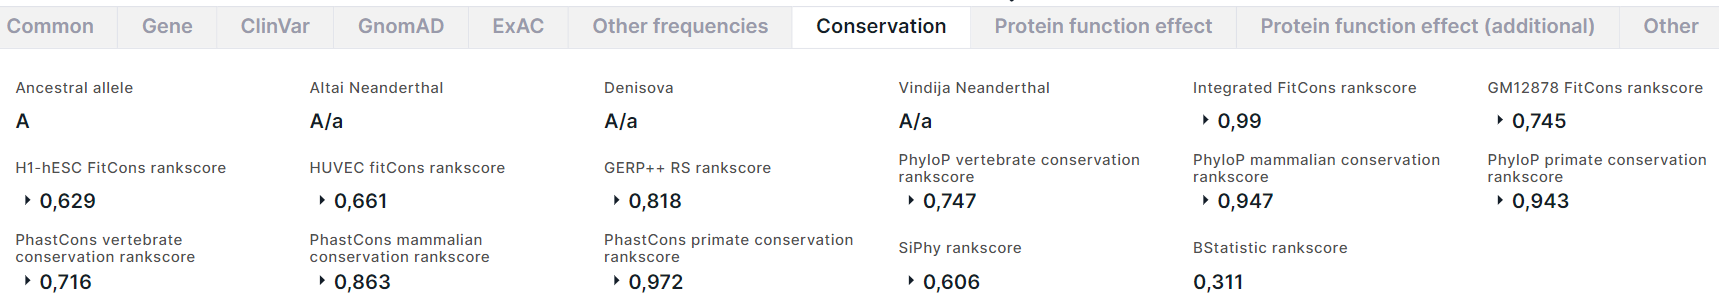 Common Gene ClinVar GnomAD ExAC Other frequencies Conservation Protein function effect Protein function effect (additional) Other
Ancestral allele Altai Neanderthal Denisova Vindija Neanderthal Integrated FitCons rankscore GM12878 FitCons rankscore
A A/a A/a A/a 0,99 0,745
H1-hESC FitCons rankscore HUVEC fitCons rankscore GERP++ RS rankscore PhyloP vertebrate conservation rankscore PhyloP mammalian conservation rankscore PhyloP primate conservation rankscore
0,629 0,661 0,818 0,747 0,947 0,943
PhastCons vertebrate conservation rankscore PhastCons mammalian conservation rankscore PhastCons primate conservation rankscore SiPhy rankscore BStatistic rankscore
0,716 0,863 0,972 0,606 0,311